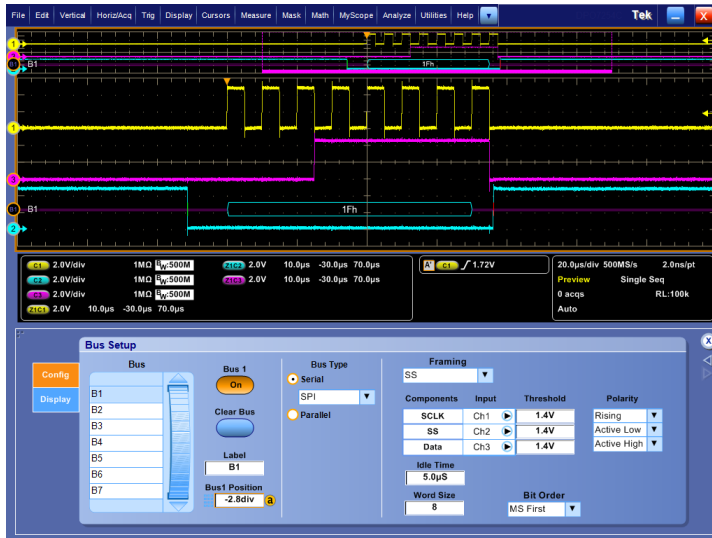 File Edit Vertical Horiz/Acq Trig Display Cursors Measure Mask Math MyScope Analyze Utilities Help Tek X
1
B1 B1 1Fh
1
3
B1 B1 1Fh
2
C1 2.0V/div 1MΩ BW:500M Z1C2 2.0V 10.0µs -30.0µs 70.0µs A' C1 1.72V 20.0µs/div 500MS/s 2.0ns/pt
C2 2.0V/div 1MΩ BW:500M Z1C3 2.0V 10.0µs -30.0µs 70.0µs Preview Single Seq
C3 2.0V/div 1MΩ BW:500M 0 acqs RL:100k
Z1C1 2.0V 10.0µs -30.0µs 70.0µs Auto
Bus Setup X
Config
Display
Bus
B1
B2
B3
B4
B5
B6
B7
Bus 1
On
Clear Bus
Label
B1
Bus1 Position
-2.8div a
Bus Type
Serial
SPI
Parallel
Framing
SS
Components Input Threshold Polarity
SCLK Ch1 1.4V Rising
SS Ch2 1.4V Active Low
Data Ch3 1.4V Active High
Idle Time
5.0µS
Word Size
8
Bit Order
MS First